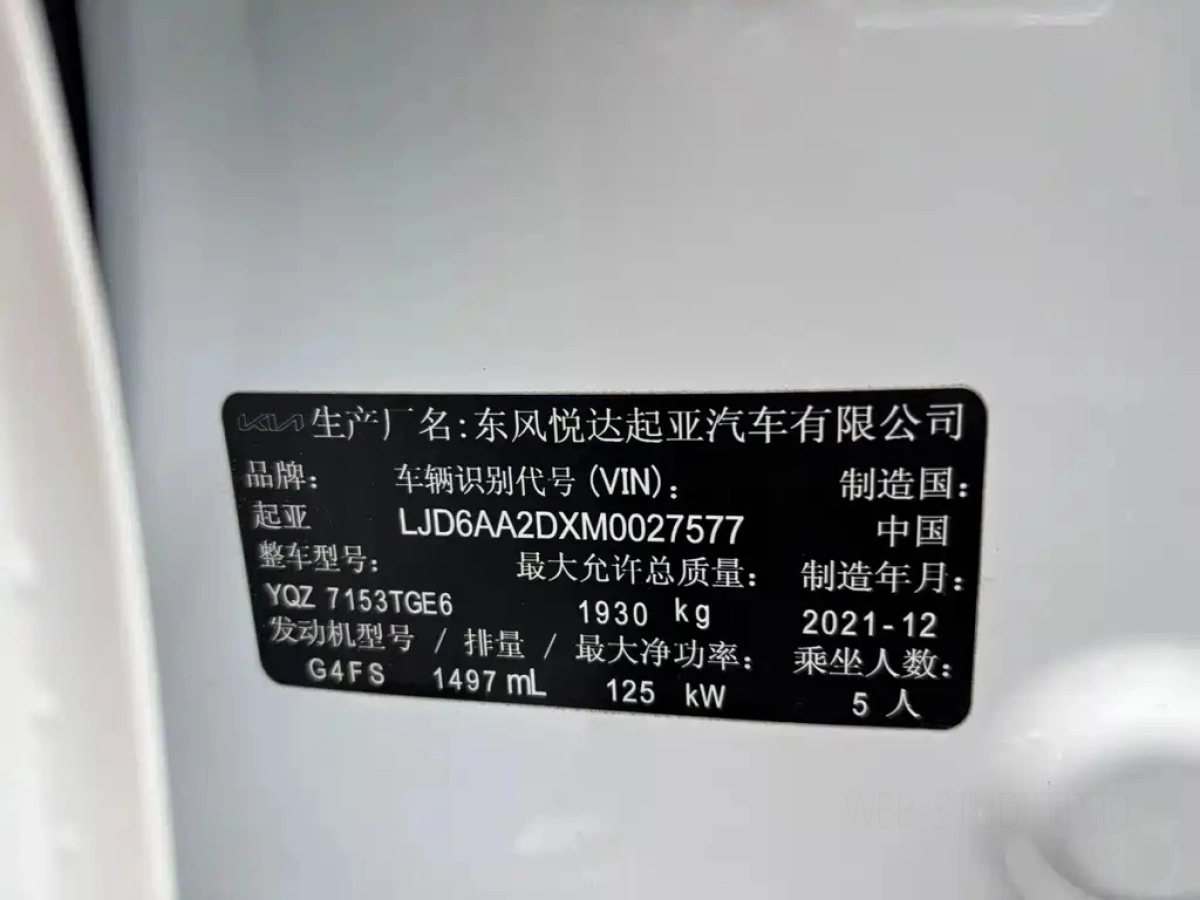 KIA 生产厂名:东风悦达起亚汽车有限公司
品牌: 车辆识别代号(VIN): 制造国:
起亚 LJD6AA2DXM0027577 中国
整车型号: 最大允许总质量: 制造年月:
YQZ 7153TGE6 1930 kg 2021-12
发动机型号 / 排量 / 最大净功率: 乘坐人数:
G4FS 1497 mL 125 kW 5 人
WEB-STUDIO.PRO